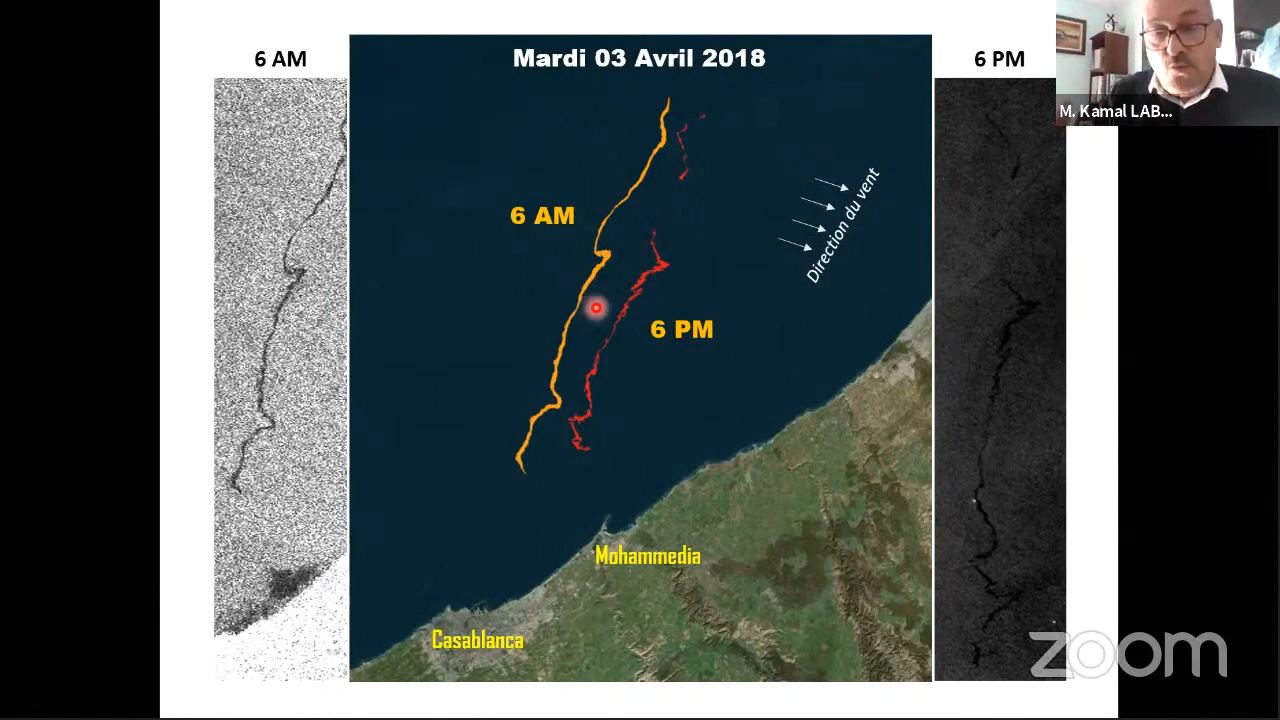 6 AM
Mardi 03 Avril 2018
6 PM
M. Kamal LAB...
6 AM
Direction du vent
6 PM
Mohammedia
Casablanca
zoom